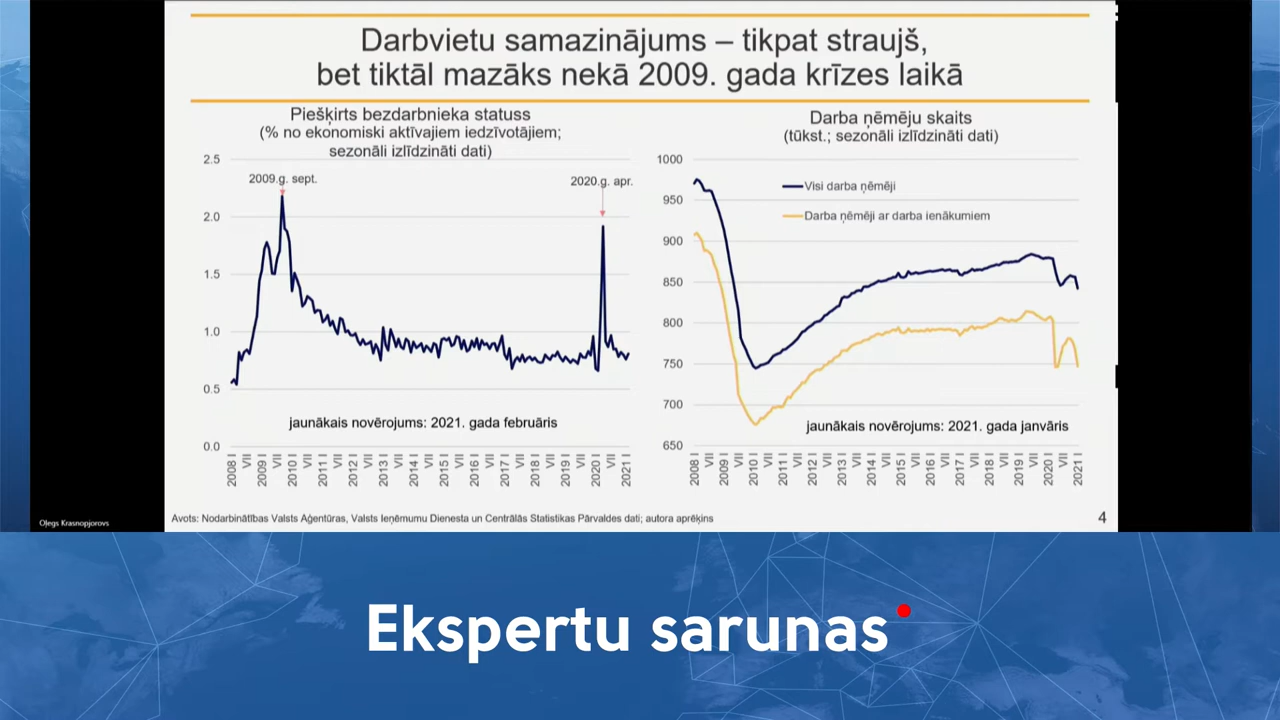 Darbvietu samazinājums – tikpat straujš,
bet tiktāl mazāks nekā 2009. gada krīzes laikā
Piešķirts bezdarbnieka statuss
(% no ekonomiski aktīvajiem iedzīvotājiem;
sezonāli izlīdzināti dati)
2.5
2.0
1.5
1.0
0.5
0.0
2009.g. sept.
2020.g. apr.
jaunākais novērojums: 2021. gada februāris
2008 I
VII
2009 I
VII
2010 I
VII
2011 I
VII
2012 I
VII
2013 I
VII
2014 I
VII
2015 I
VII
2016 I
VII
2017 I
VII
2018 I
VII
2019 I
VII
2020 I
VII
2021 I
Darba ņēmēju skaits
(tūkst.; sezonāli izlīdzināti dati)
1000
950
900
850
800
750
700
650
Visi darba ņēmēji
Darba ņēmēji ar darba ienākumiem
jaunākais novērojums: 2021. gada janvāris
2008 I
VII
2009 I
VII
2010 I
VII
2011 I
VII
2012 I
VII
2013 I
VII
2014 I
VII
2015 I
VII
2016 I
VII
2017 I
VII
2018 I
VII
2019 I
VII
2020 I
VII
2021 I
Avots: Nodarbinātības Valsts Aģentūras, Valsts Ieņēmumu Dienesta un Centrālās Statistikas Pārvaldes dati; autora aprēķins
4
Oļegs Krasnopjorovs
Ekspertu sarunas